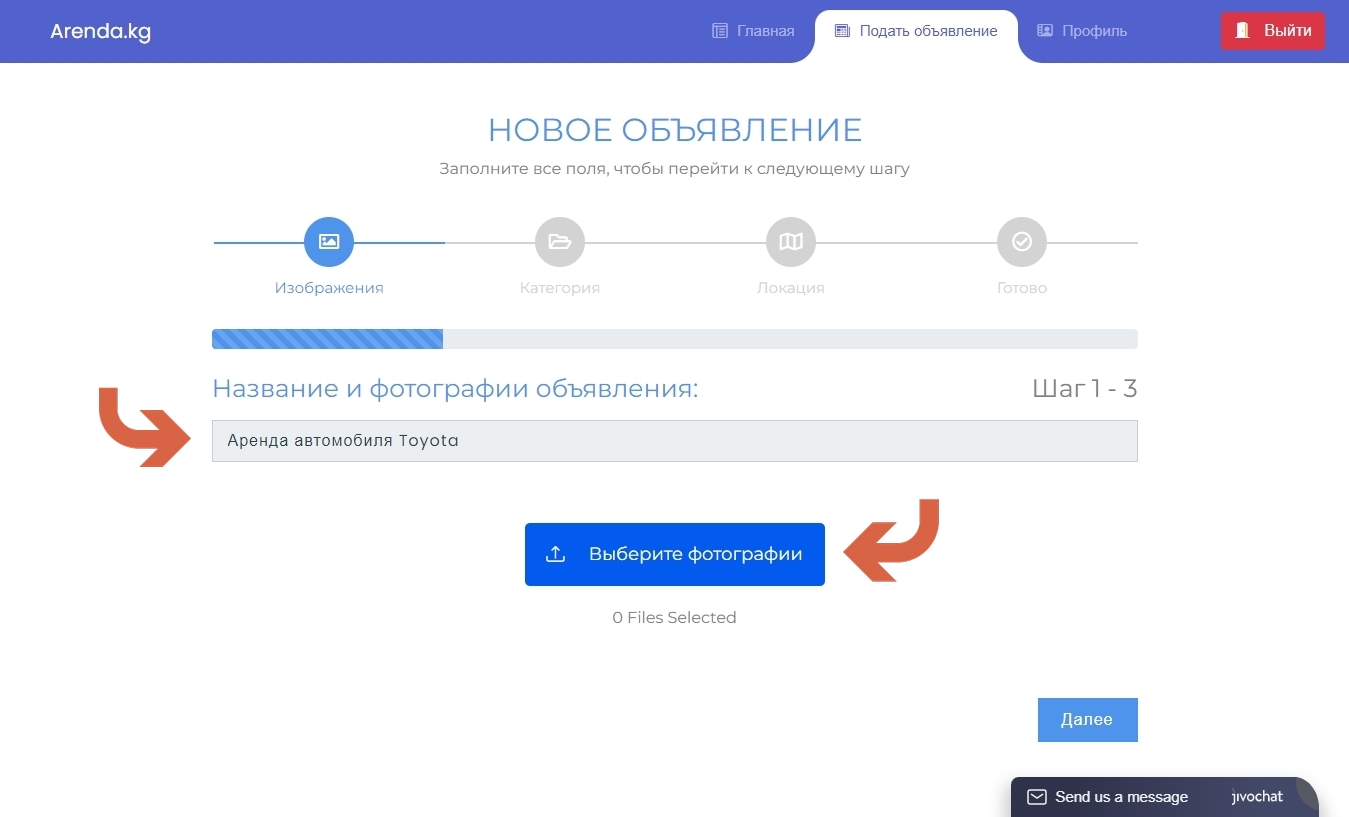 Arenda.kg
Главная
Подать объявление
Профиль
Выйти
НОВОЕ ОБЪЯВЛЕНИЕ
Заполните все поля, чтобы перейти к следующему шагу
Изображения
Категория
Локация
Готово
Название и фотографии объявления:
Шаг 1 - 3
Аренда автомобиля Toyota
Выберите фотографии
0 Files Selected
Далее
Send us a message
jivochat